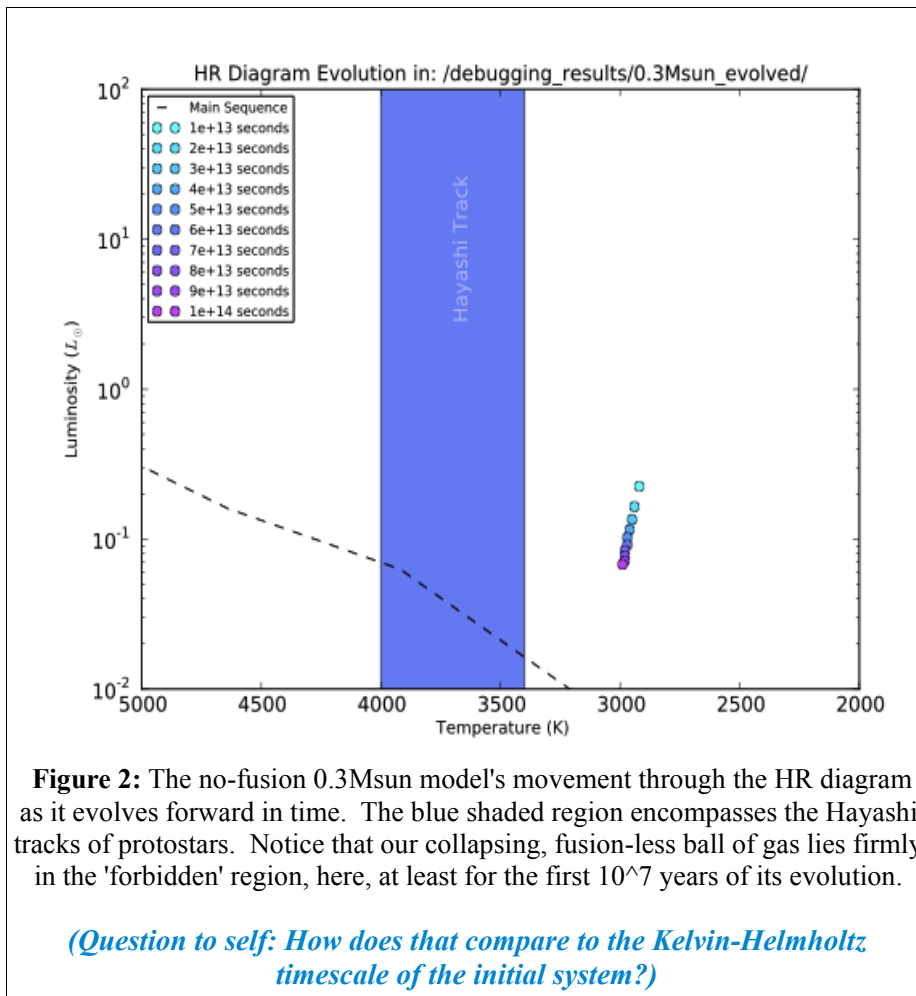 HR Diagram Evolution in: /debugging_results/0.3Msun_evolved/
10^2
10^1
10^0
10^-1
10^-2
Luminosity (L_⊙)
Main Sequence
1e+13 seconds
2e+13 seconds
3e+13 seconds
4e+13 seconds
5e+13 seconds
6e+13 seconds
7e+13 seconds
8e+13 seconds
9e+13 seconds
1e+14 seconds
Hayashi Track
5000 4500 4000 3500 3000 2500 2000
Temperature (K)
Figure 2: The no-fusion 0.3Msun model's movement through the HR diagram
as it evolves forward in time. The blue shaded region encompasses the Hayashi
tracks of protostars. Notice that our collapsing, fusion-less ball of gas lies firmly
in the 'forbidden' region, here, at least for the first 10^7 years of its evolution.
(Question to self: How does that compare to the Kelvin-Helmholtz
timescale of the initial system?)